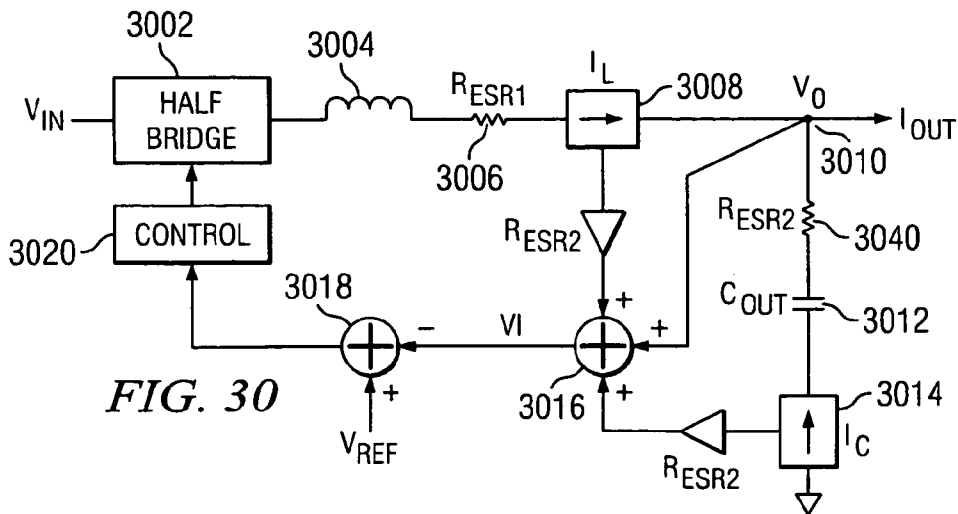 3002
3004
I_L
HALF
BRIDGE
V_IN
R_ESR1
3008
V_O
I_OUT
3006
3010
R_ESR2
3040
3020
CONTROL
R_ESR2
C_OUT
3012
3018
−
VI
+
+
+
3016
3014
I_C
+
V_REF
R_ESR2
FIG. 30